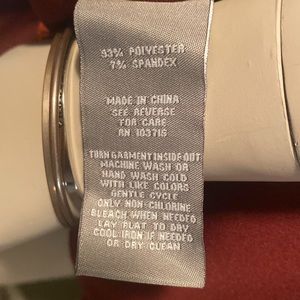 93% POLYESTER
7% SPANDEX
MADE IN CHINA
SEE REVERSE
FOR CARE
RN 103715
TURN GARMENT INSIDE OUT
MACHINE WASH OR
HAND WASH COLD
WITH LIKE COLORS
GENTLE CYCLE
ONLY NON-CHLORINE
BLEACH WHEN NEEDED
LAY FLAT TO DRY
COOL IRON IF NEEDED
OR DRY CLEAN